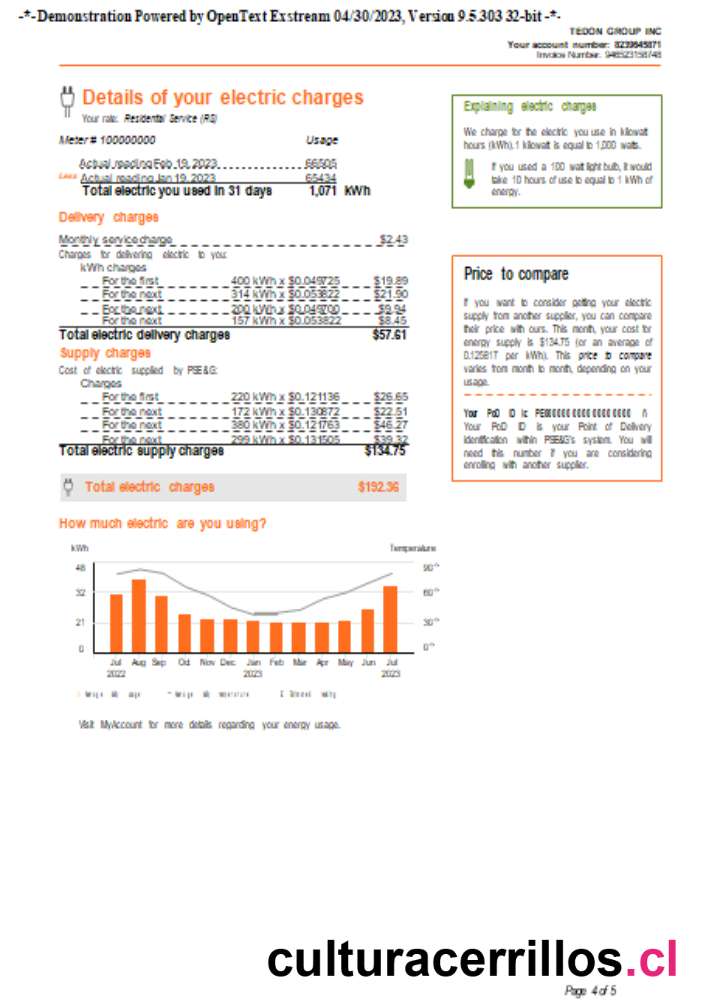 -*-Demonstration Powered by OpenText Exstream 04/30/2023, Version 9.5.303 32-bit -*-
TEDON GROUP INC
Your account number:
Invoice Number:
Details of your electric charges
Your rate: Residential Service (RS)
Meter # 100000000 Usage
Actual reading Feb 19, 2023 66505
Less Actual reading Jan 19, 2023 65434
Total electric you used in 31 days 1,071 kWh
Delivery charges
Monthly service charge $2.43
Charges for delivering electric to you:
kWh charges
For the first 400 kWh x $0.049725 $19.89
For the next 314 kWh x $0.053822 $21.90
For the next 200 kWh x $0.049700 $9.94
For the next 157 kWh x $0.053822 $8.45
Total electric delivery charges $57.61
Supply charges
Cost of electric supplied by PSE&G:
Charges
For the first 220 kWh x $0.121136 $26.65
For the next 172 kWh x $0.130872 $22.51
For the next 380 kWh x $0.121763 $46.27
For the next 299 kWh x $0.131505 $39.32
Total electric supply charges $134.75
Total electric charges $192.36
Explaining electric charges
We charge for the electric you use in kilowatt
hours (kWh).1 kilowatt is equal to 1,000 watts.
If you used a 100 watt light bulb, it would
take 10 hours of use to equal to 1 kWh of
energy.
Price to compare
If you want to consider getting your electric
supply from another supplier, you can compare
their price with ours. This month, your cost for
energy supply is $134.75 (or an average of
0.125817 per kWh). This price to compare
varies from month to month, depending on your
usage.
Your PoD ID is:
Your PoD ID is your Point of Delivery
identification within PSE&G's system. You will
need this number if you are considering
enrolling with another supplier.
How much electric are you using?
kWh Temperature
48 90°
32 60°
21 30°
0 0°
Jul Aug Sep Oct Nov Dec Jan Feb Mar Apr May Jun Jul
2022 2023 2023
Visit MyAccount for more details regarding your energy usage.
culturacerrillos.cl
Page 4 of 5